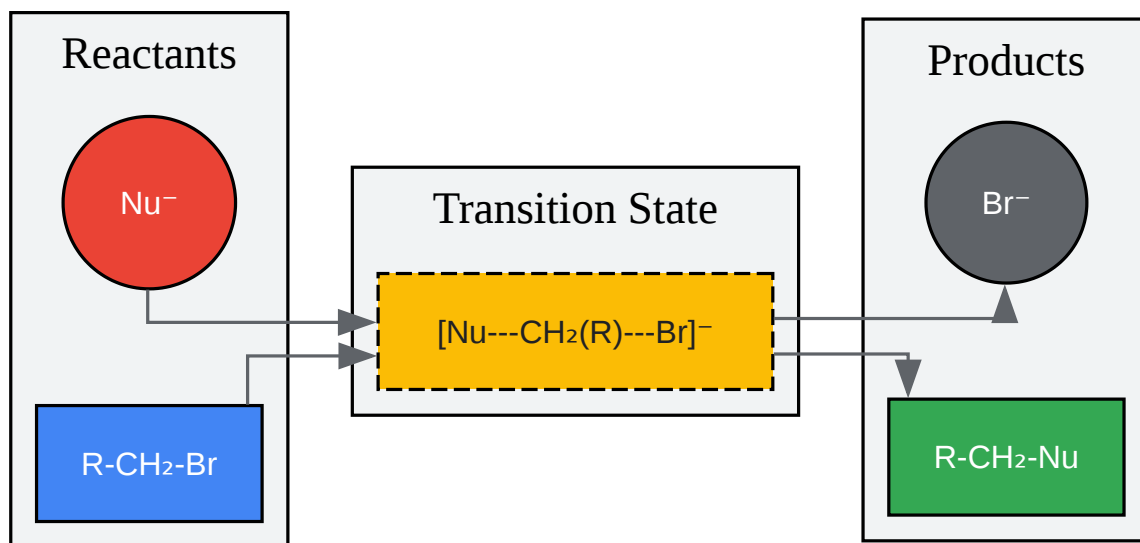 Reactants
Nu⁻
R-CH₂-Br
Transition State
[Nu---CH₂(R)---Br]⁻
Products
Br⁻
R-CH₂-Nu